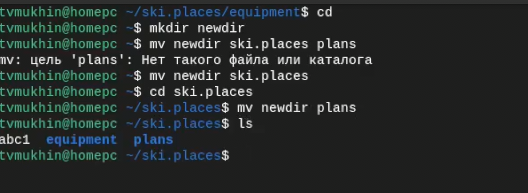 tvmukhin@homepc ~/ski.places/equipment$ cd
tvmukhin@homepc ~$ mkdir newdir
tvmukhin@homepc ~$ mv newdir ski.places plans
mv: цель 'plans': Нет такого файла или каталога
tvmukhin@homepc ~$ mv newdir ski.places
tvmukhin@homepc ~$ cd ski.places
tvmukhin@homepc ~/ski.places$ mv newdir plans
tvmukhin@homepc ~/ski.places$ ls
abc1  equipment  plans
tvmukhin@homepc ~/ski.places$